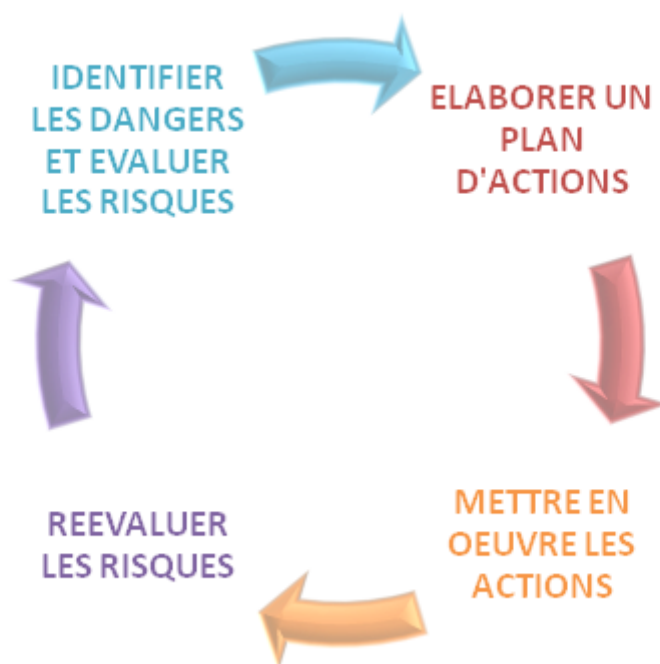 IDENTIFIER
LES DANGERS
ET EVALUER
LES RISQUES
ELABORER UN
PLAN
D'ACTIONS
METTRE EN
OEUVRE LES
ACTIONS
REEVALUER
LES RISQUES